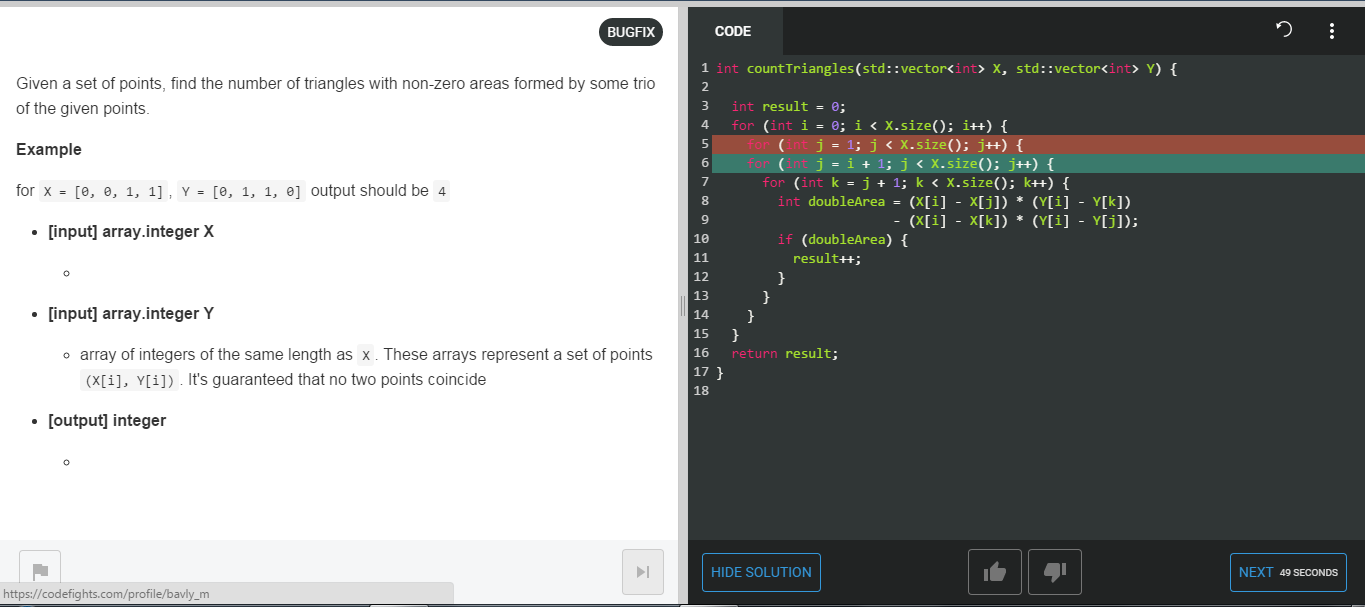 BUGFIX
Given a set of points, find the number of triangles with non-zero areas formed by some trio
of the given points.
Example
for X = [0, 0, 1, 1] , Y = [0, 1, 1, 0] output should be 4
[input] array.integer X
[input] array.integer Y
array of integers of the same length as X . These arrays represent a set of points
(X[i], Y[i]) . It's guaranteed that no two points coincide
[output] integer
https://codefights.com/profile/bavly_m
CODE
1 int countTriangles(std::vector<int> X, std::vector<int> Y) {
2
3 int result = 0;
4 for (int i = 0; i < X.size(); i++) {
5 for (int j = 1; j < X.size(); j++) {
6 for (int j = i + 1; j < X.size(); j++) {
7 for (int k = j + 1; k < X.size(); k++) {
8 int doubleArea = (X[i] - X[j]) * (Y[i] - Y[k])
9 - (X[i] - X[k]) * (Y[i] - Y[j]);
10 if (doubleArea) {
11 result++;
12 }
13 }
14 }
15 }
16 return result;
17 }
18
HIDE SOLUTION
NEXT 49 SECONDS